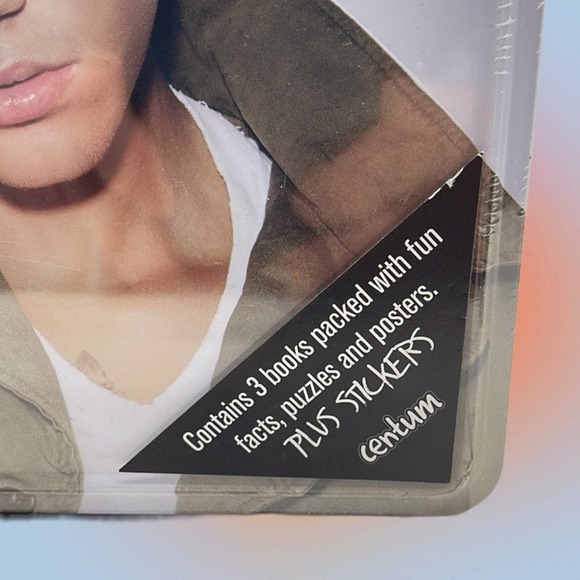 Contains 3 books packed with fun
facts, puzzles and posters.
PLUS STICKERS
centum